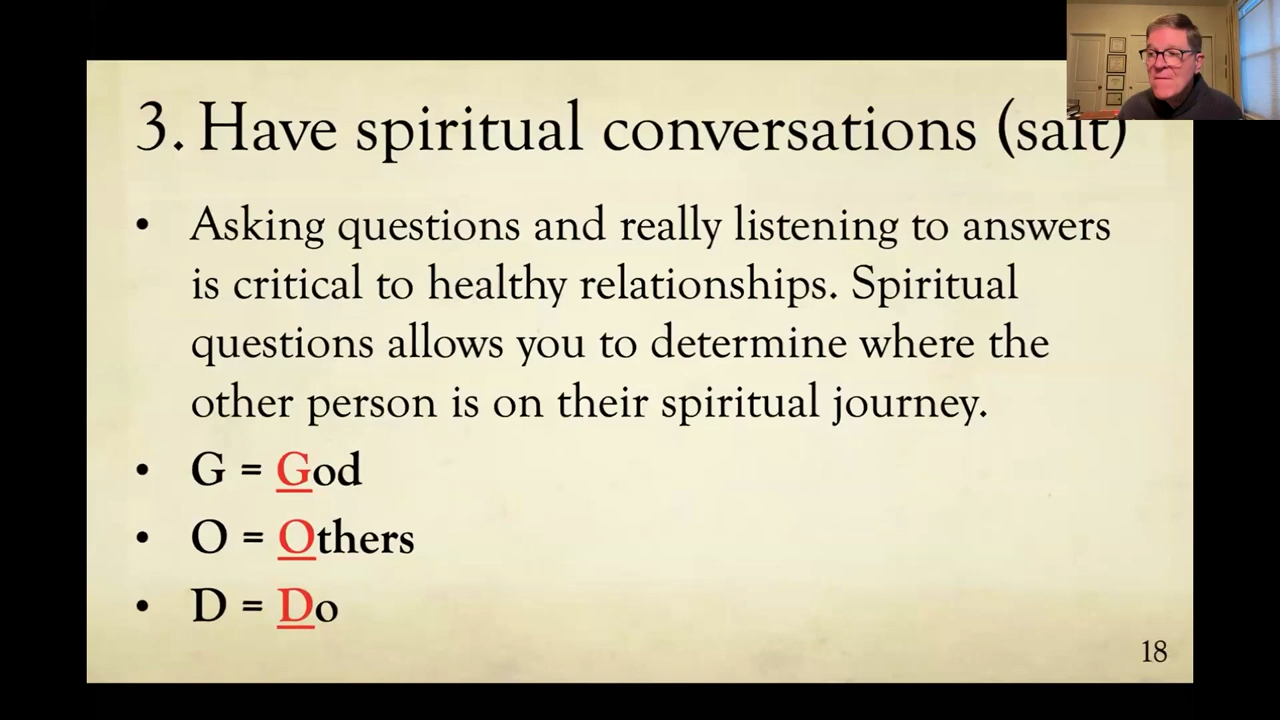 3. Have spiritual conversations (salt)
• Asking questions and really listening to answers
is critical to healthy relationships. Spiritual
questions allows you to determine where the
other person is on their spiritual journey.
• G = God
• O = Others
• D = Do
18